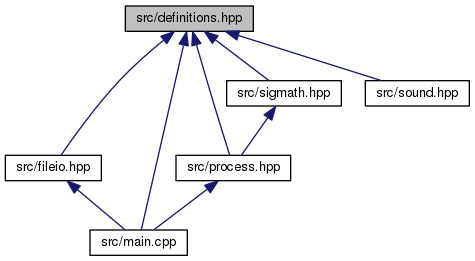 src/definitions.hpp
src/sigmath.hpp
src/sound.hpp
src/fileio.hpp
src/process.hpp
src/main.cpp